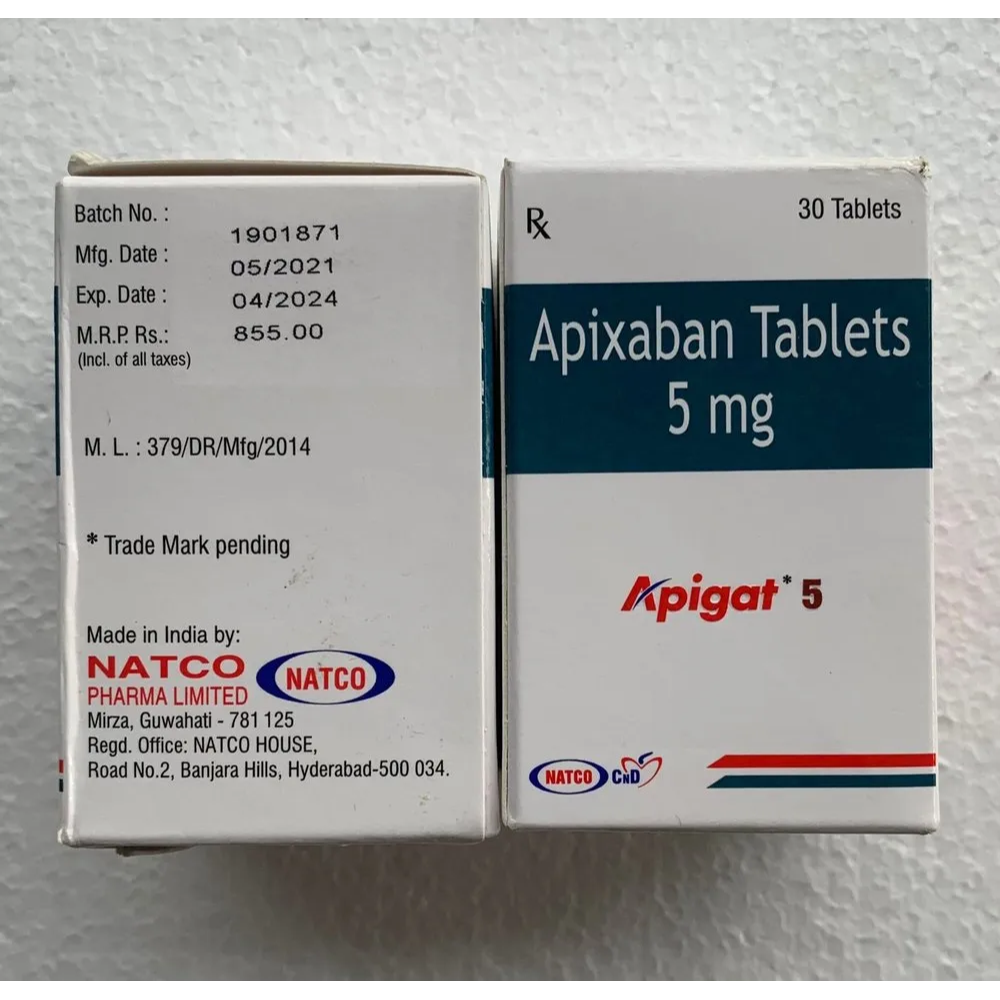 Batch No. : 1901871
Mfg. Date : 05/2021
Exp. Date : 04/2024
M.R.P. Rs.: 855.00
(Incl. of all taxes)
M. L. : 379/DR/Mfg/2014
* Trade Mark pending
Made in India by:
NATCO
PHARMA LIMITED
NATCO
Mirza, Guwahati - 781 125
Regd. Office: NATCO HOUSE,
Road No.2, Banjara Hills, Hyderabad-500 034.
Rx
30 Tablets
Apixaban Tablets
5 mg
Apigat* 5
NATCO CnD